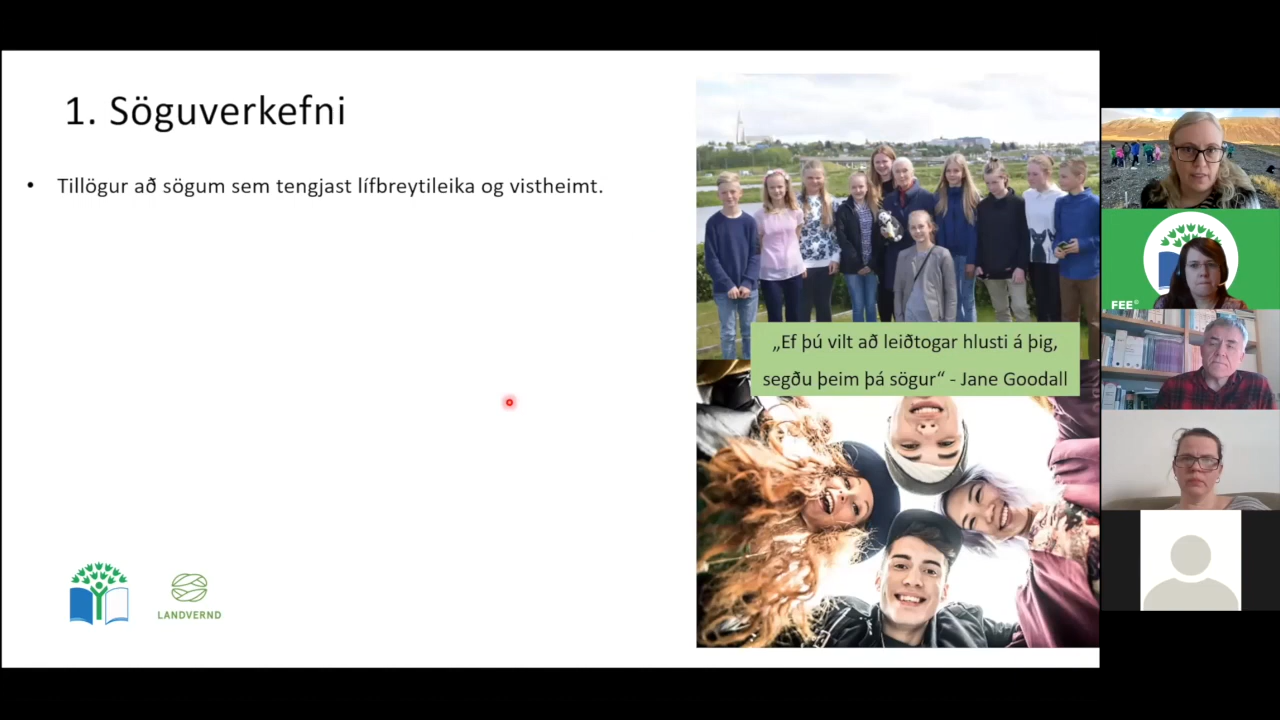 1. Söguverkefni
• Tillögur að sögum sem tengjast lífbreytileika og vistheimt.
„Ef þú vilt að leiðtogar hlusti á þig,
segðu þeim þá sögur“ - Jane Goodall
LANDVERND
FEE®